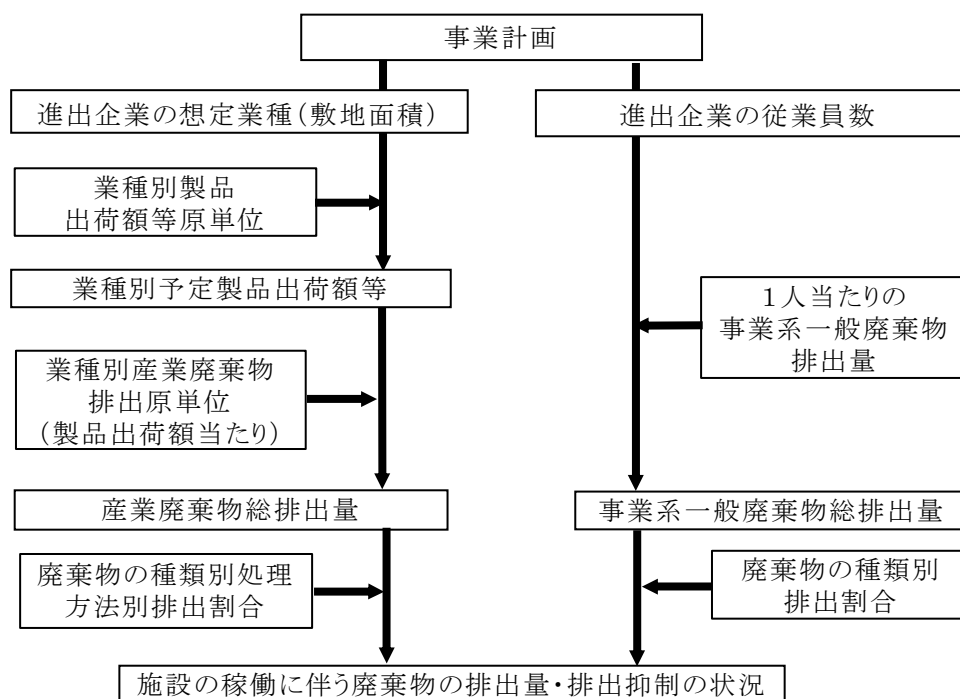 事業計画
進出企業の想定業種(敷地面積)
進出企業の従業員数
業種別製品
出荷額等原単位
業種別予定製品出荷額等
1人当たりの
事業系一般廃棄物
排出量
業種別産業廃棄物
排出原単位
(製品出荷額当たり)
産業廃棄物総排出量
事業系一般廃棄物総排出量
廃棄物の種類別処理
方法別排出割合
廃棄物の種類別
排出割合
施設の稼働に伴う廃棄物の排出量・排出抑制の状況